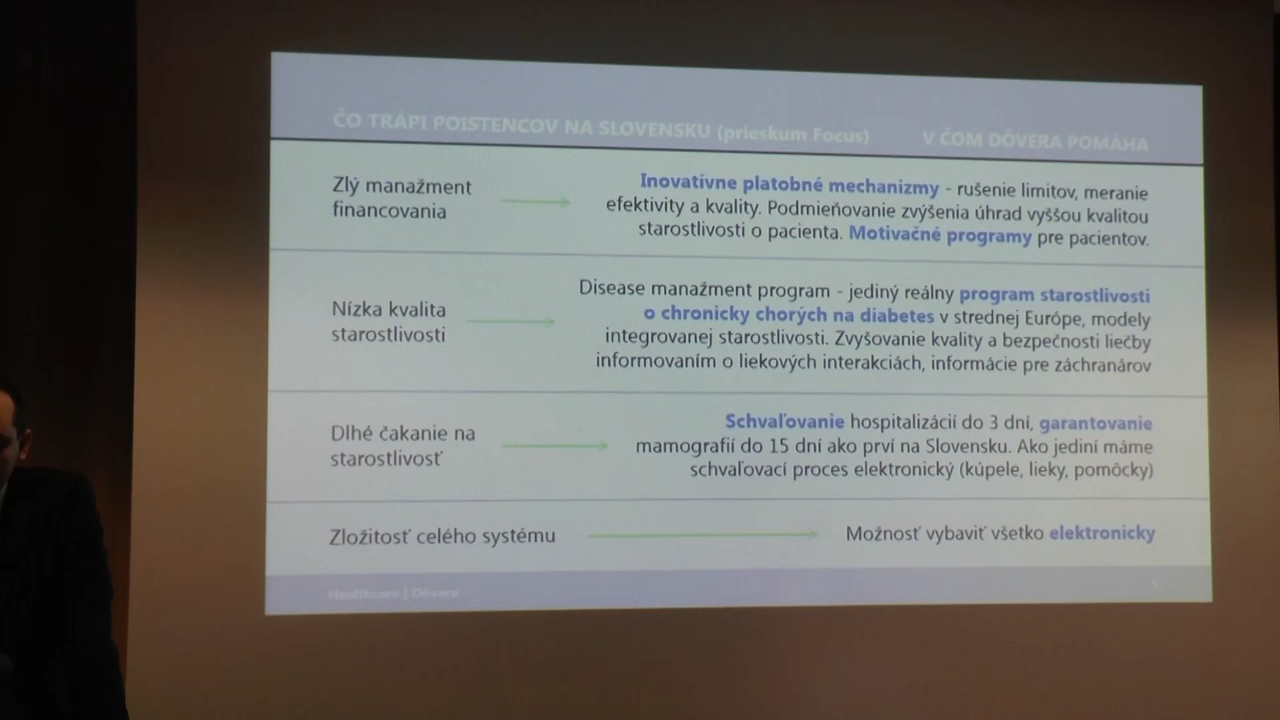 ČO TRÁPI POISTENCOV NA SLOVENSKU (prieskum Focus)
V ČOM DÔVERA POMÁHA
Zlý manažment
financovania
Inovatívne platobné mechanizmy - rušenie limitov, meranie
efektivity a kvality. Podmieňovanie zvýšenia úhrad vyššou kvalitou
starostlivosti o pacienta. Motivačné programy pre pacientov.
Nízka kvalita
starostlivosti
Disease manažment program - jediný reálny program starostlivosti
o chronicky chorých na diabetes v strednej Európe, modely
integrovanej starostlivosti. Zvyšovanie kvality a bezpečnosti liečby
informovaním o liekových interakciách, informácie pre záchranárov
Dlhé čakanie na
starostlivosť
Schvaľovanie hospitalizácií do 3 dní, garantovanie
mamografií do 15 dní ako prví na Slovensku. Ako jediní máme
schvaľovací proces elektronický (kúpele, lieky, pomôcky)
Zložitosť celého systému
Možnosť vybaviť všetko elektronicky
Healthcare | Dôvera